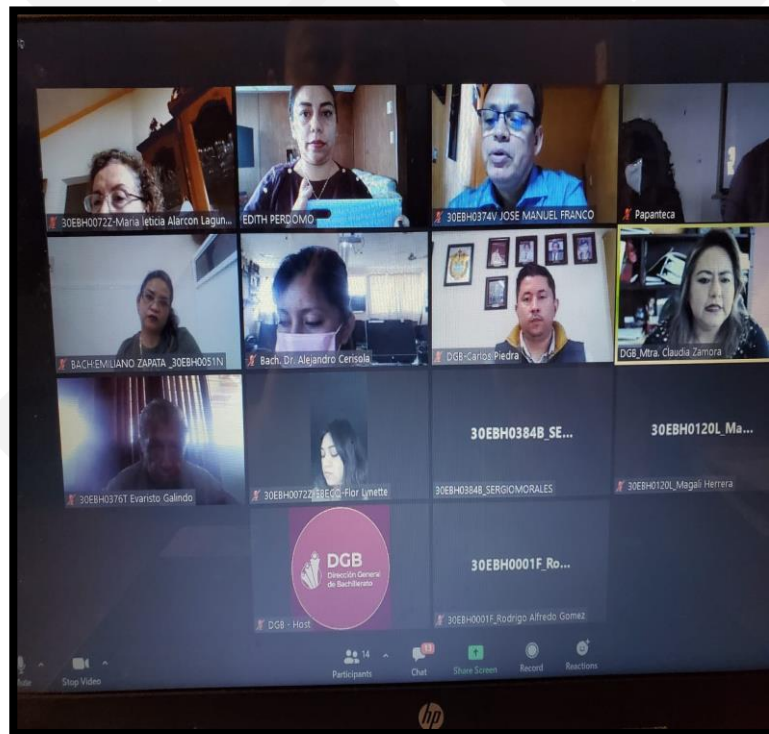 30EBH0072Z-Maria leticia Alarcon Lagun...
EDITH PERDOMO
30EBH0374V JOSE MANUEL FRANCO
Papanteca
BACH:EMILIANO ZAPATA _30EBH0051N
Bach. Dr. Alejandro Cerisola
DGB-Carlos Piedra
DGB_Mtra. Claudia Zamora
30EBH0376T Evaristo Galindo
30EBH0072Z -Flor Lynette
30EBH0384B_SE...
30EBH0384B_SERGIOMORALES
30EBH0120L_Ma...
30EBH0120L_Magali Herrera
DGB
Dirección General
de Bachillerato
DGB - Host
30EBH0001F_Ro...
30EBH0001F_Rodrigo Alfredo Gomez
Stop Video
14
Participants
13
Chat
Share Screen
Record
Reactions
hp